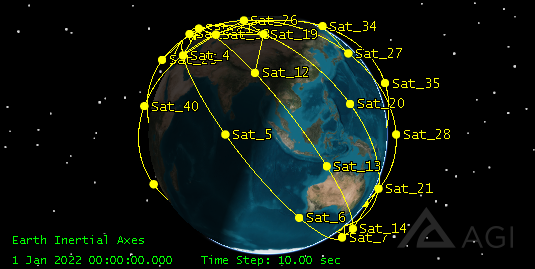 Sat_26
Sat_34
Sat_19
Sat_4
Sat_27
Sat_12
Sat_35
Sat_20
Sat_40
Sat_5
Sat_28
Sat_13
Sat_21
Sat_6
Sat_14
Sat_7
AGI
Earth Inertial Axes
1 Jan 2022 00:00:00.000 Time Step: 10.00 sec